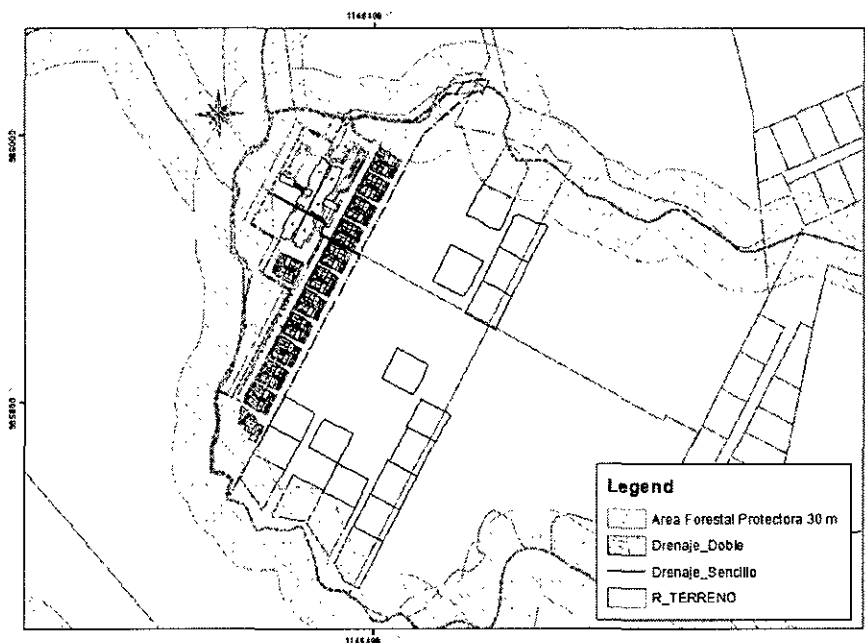 Legend
Area Forestal Protectora 30 m
Drenaje_Doble
Drenaje_Sencillo
R_TERRENO